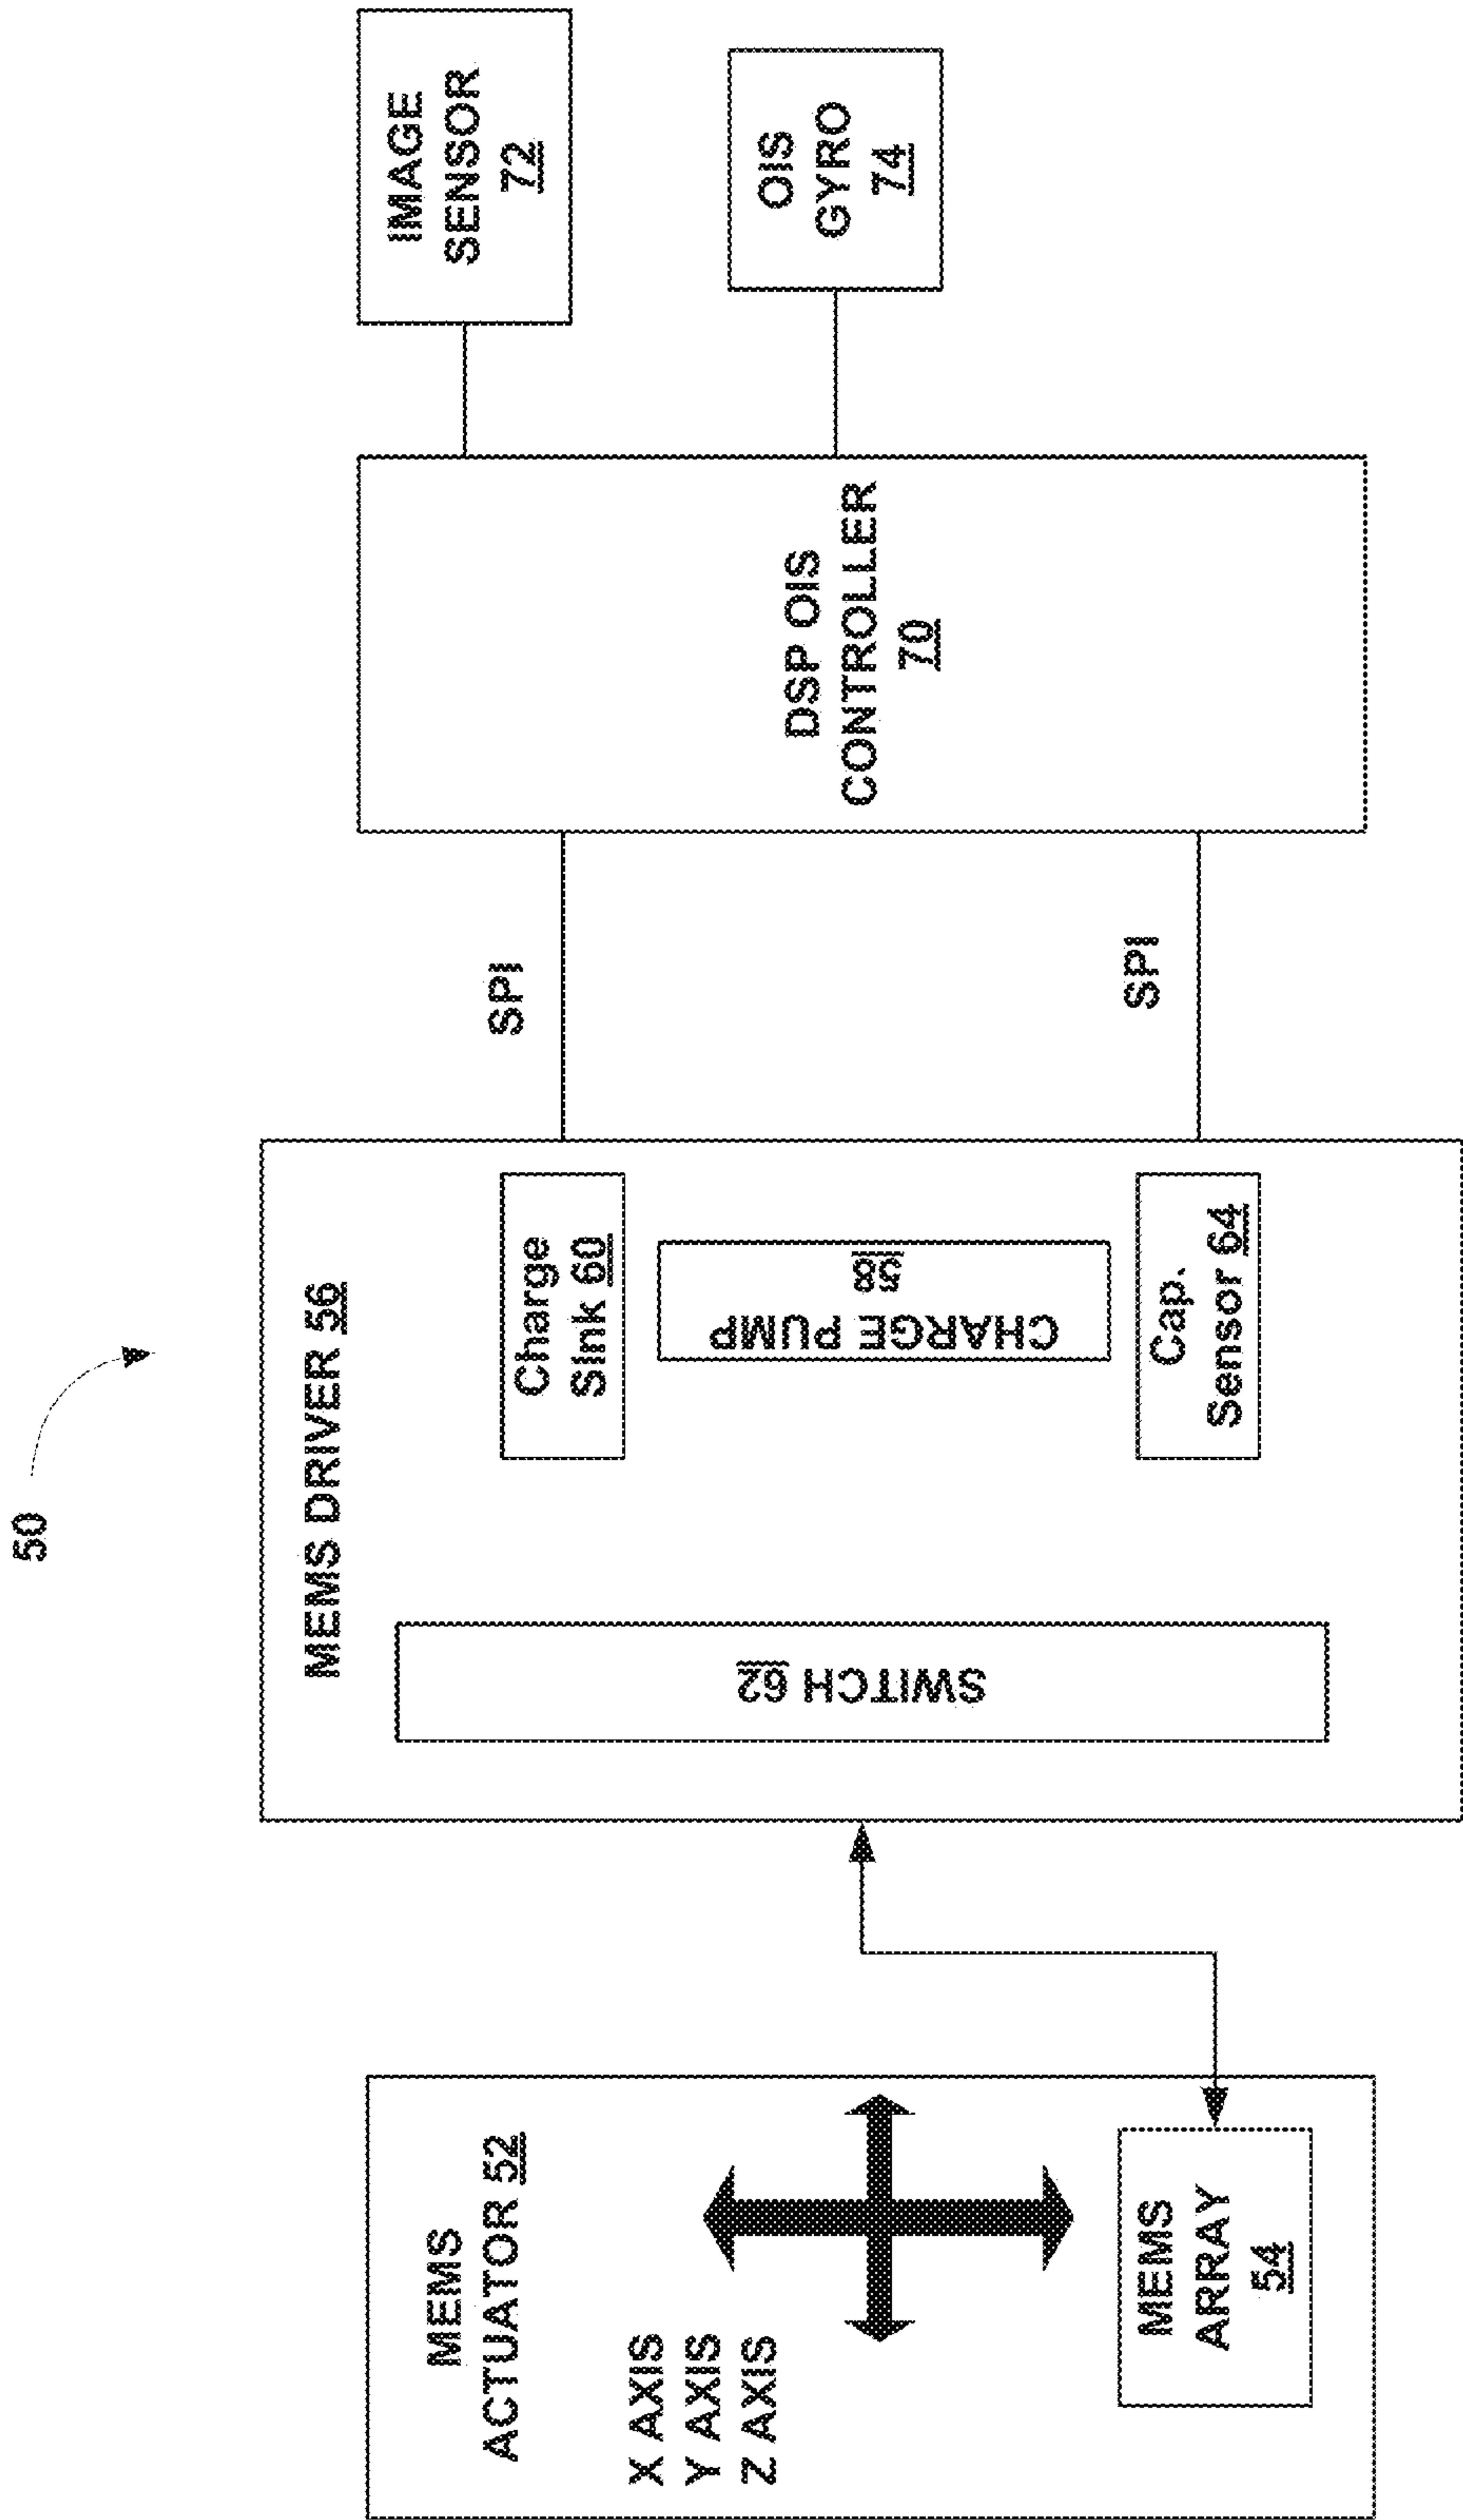 50
MEMS
ACTUATOR 52
X AXIS
Y AXIS
Z AXIS
MEMS
ARRAY
54
MEMS DRIVER 56
SWITCH 62
Charge
Sink 60
CHARGE PUMP
58
Cap.
Sensor 64
SPI
SPI
DSP OIS
CONTROLLER
70
IMAGE
SENSOR
72
OIS
GYRO
74